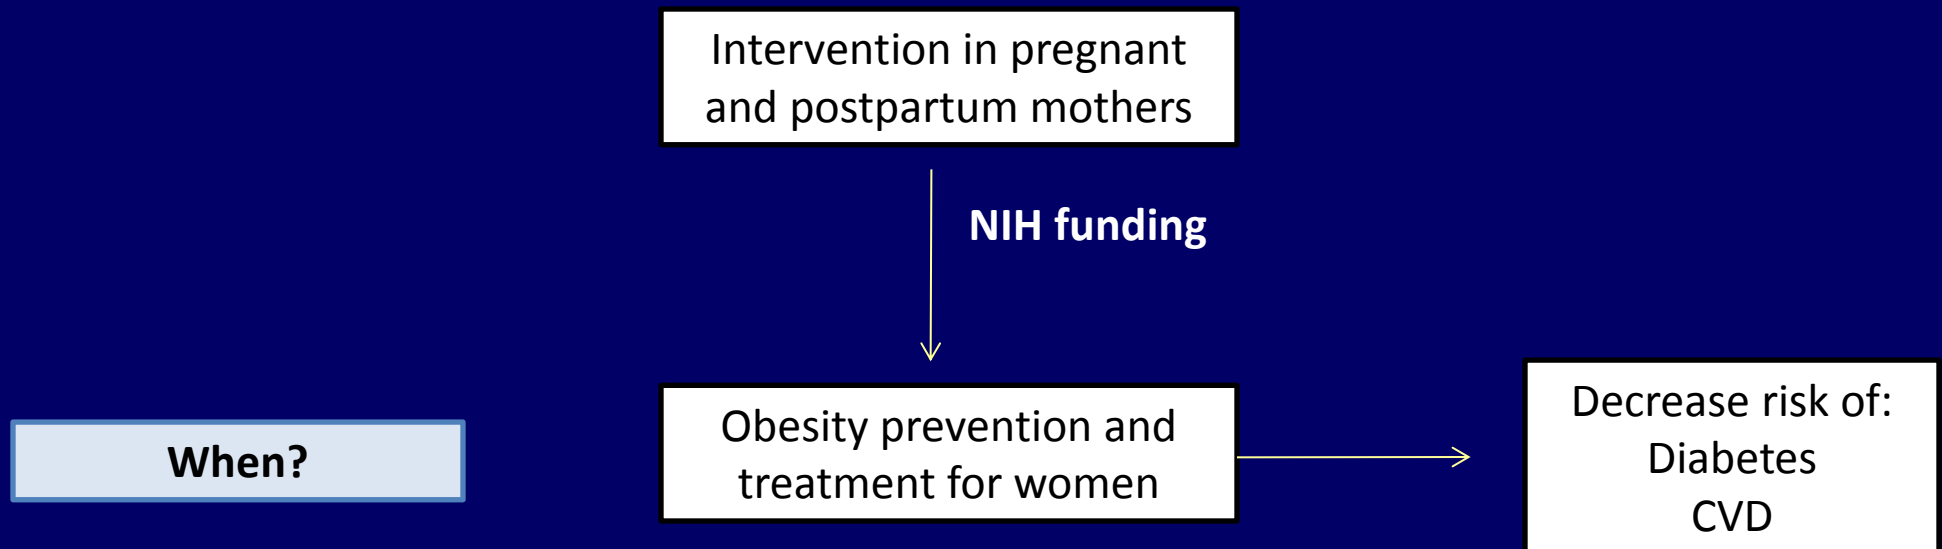 Intervention in pregnant
and postpartum mothers
NIH funding
When?
Obesity prevention and
treatment for women
Decrease risk of:
Diabetes
CVD